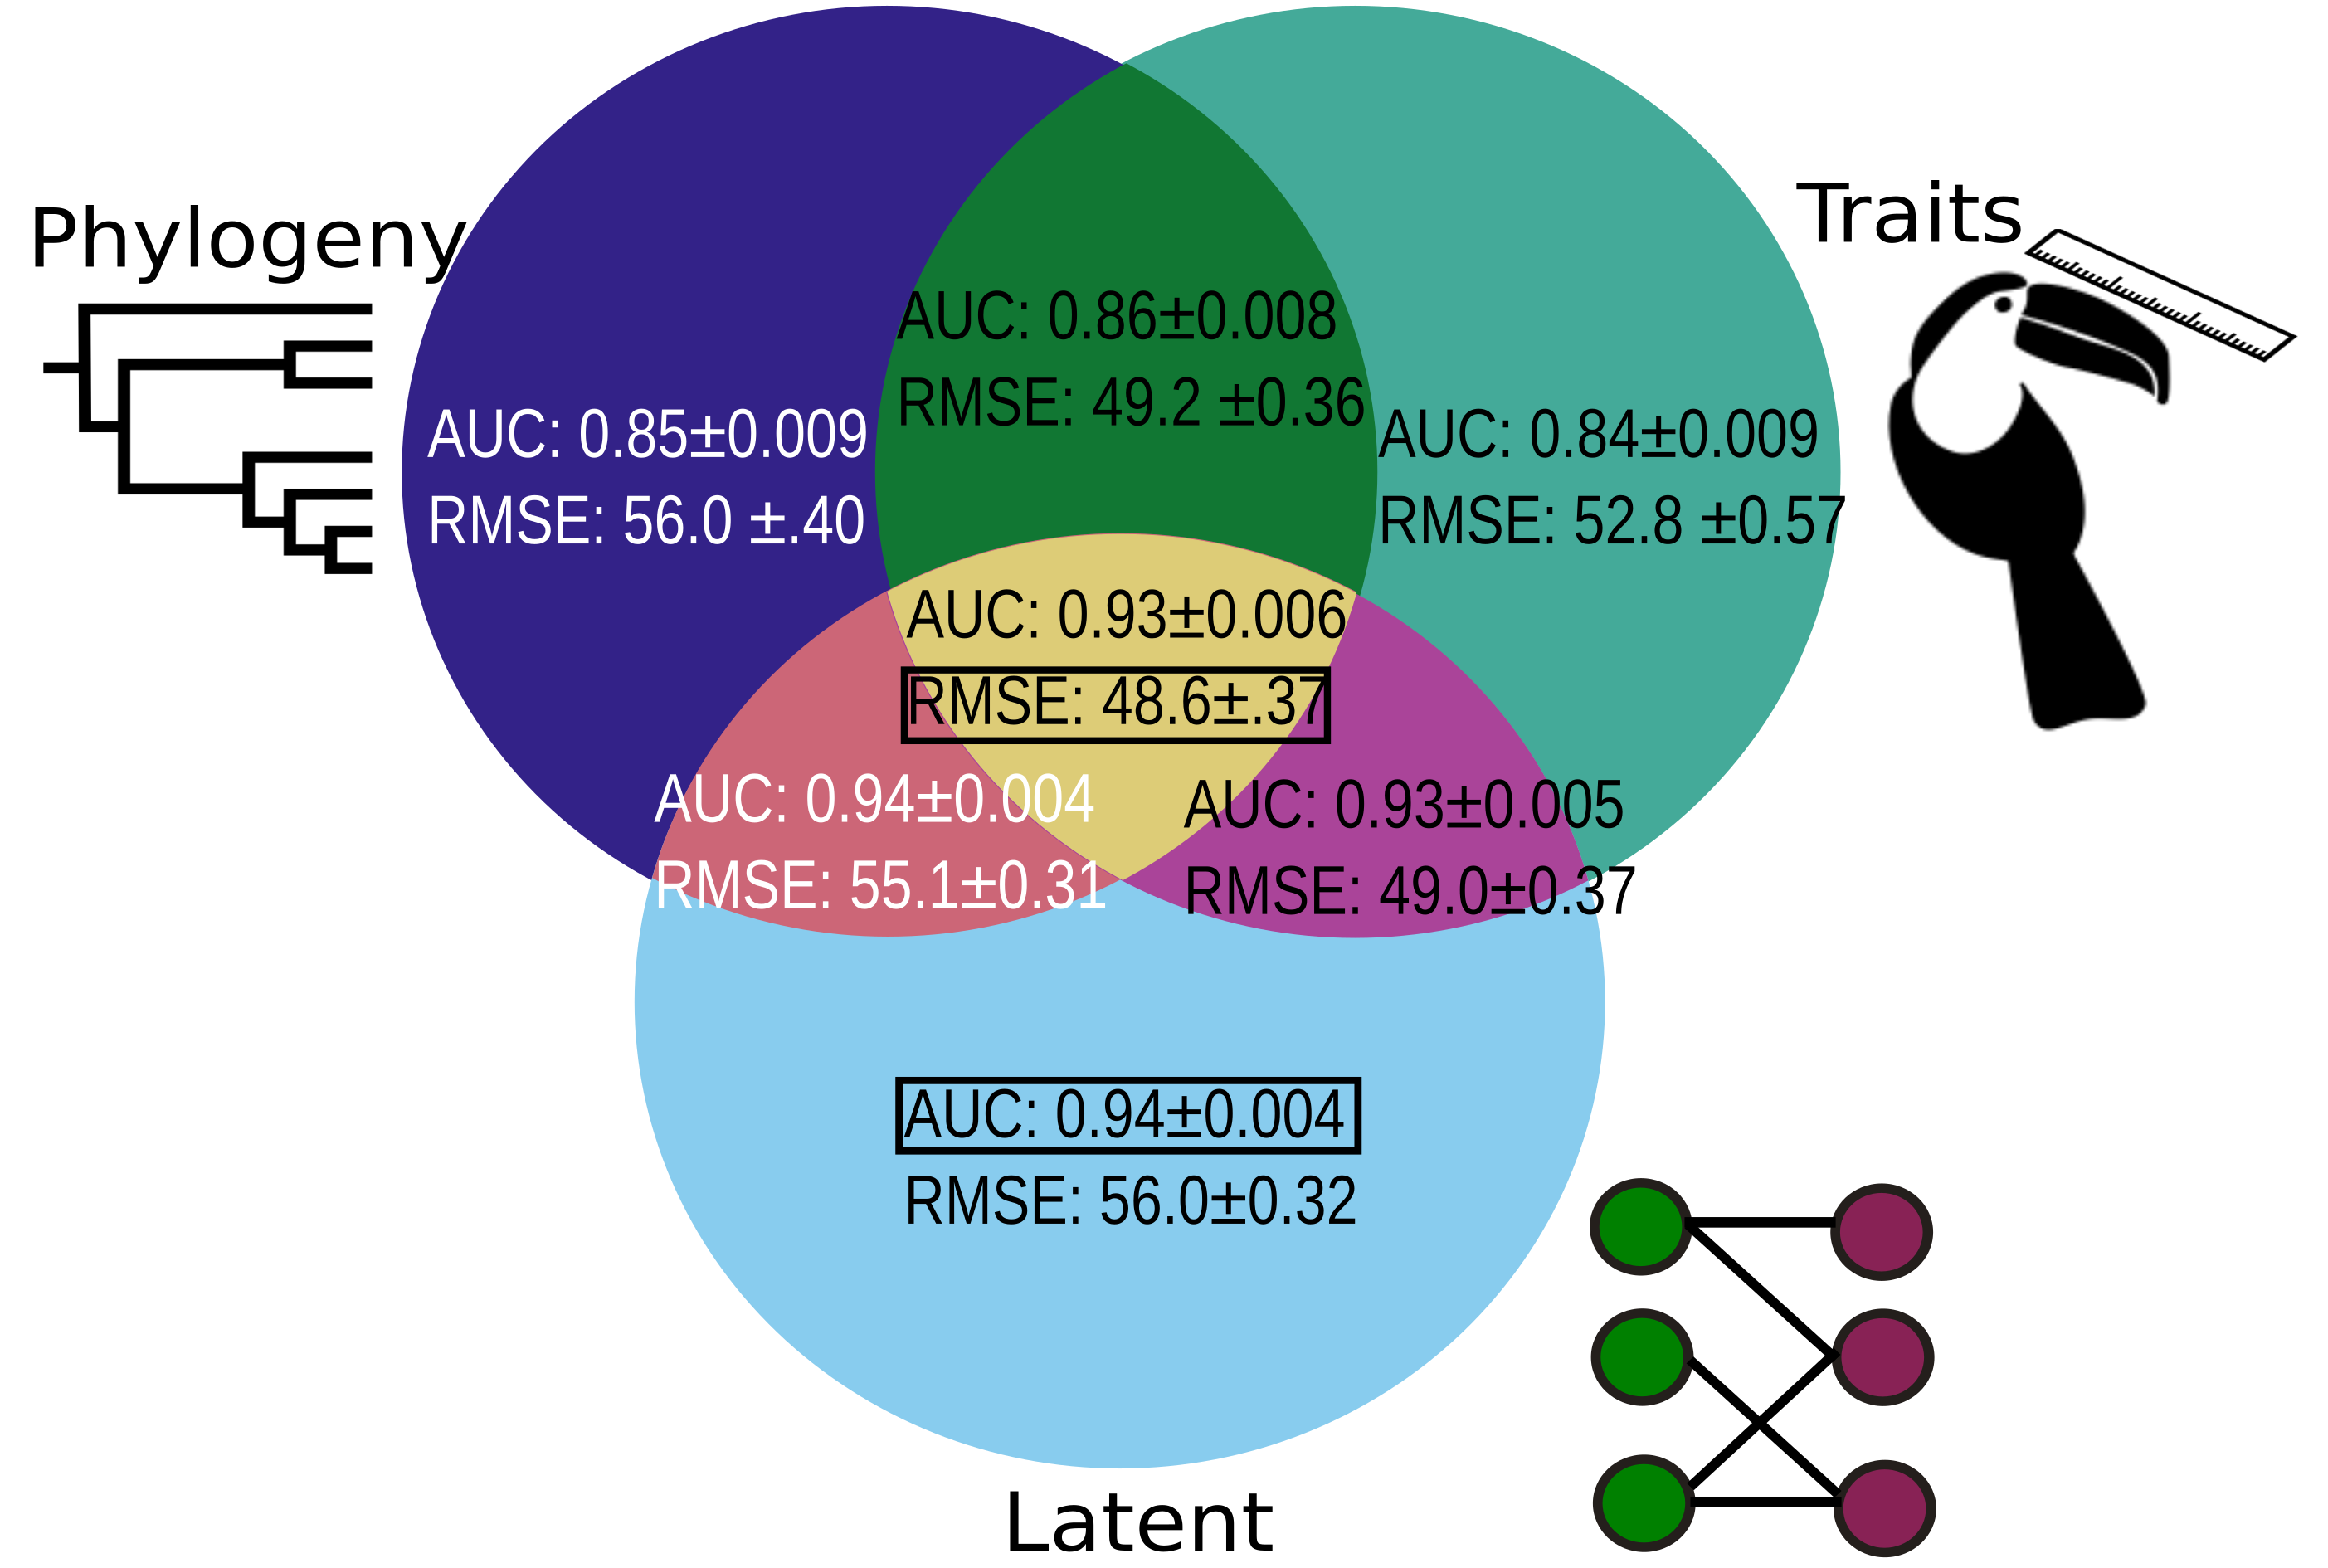 Phylogeny
Traits
AUC: 0.86±0.008
RMSE: 49.2 ±0.36
AUC: 0.85±0.009
RMSE: 56.0 ±.40
AUC: 0.84±0.009
RMSE: 52.8 ±0.57
AUC: 0.93±0.006
RMSE: 48.6±.37
AUC: 0.94±0.004
RMSE: 55.1±0.31
AUC: 0.93±0.005
RMSE: 49.0±0.37
AUC: 0.94±0.004
RMSE: 56.0±0.32
Latent